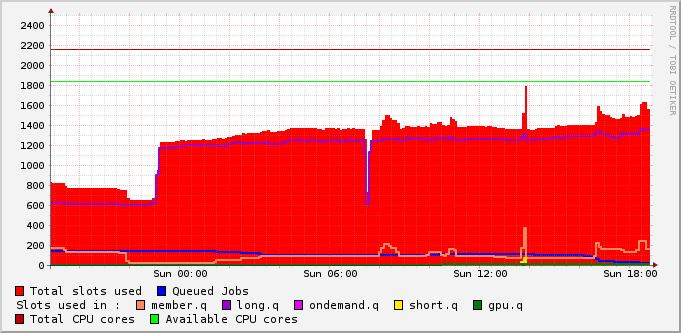 RRDTOOL / TOBI OETIKER
2400
2200
2000
1800
1600
1400
1200
1000
800
600
400
200
0
Sun 00:00 Sun 06:00 Sun 12:00 Sun 18:00
Total slots used Queued Jobs
Slots used in : member.q long.q ondemand.q short.q gpu.q
Total CPU cores Available CPU cores